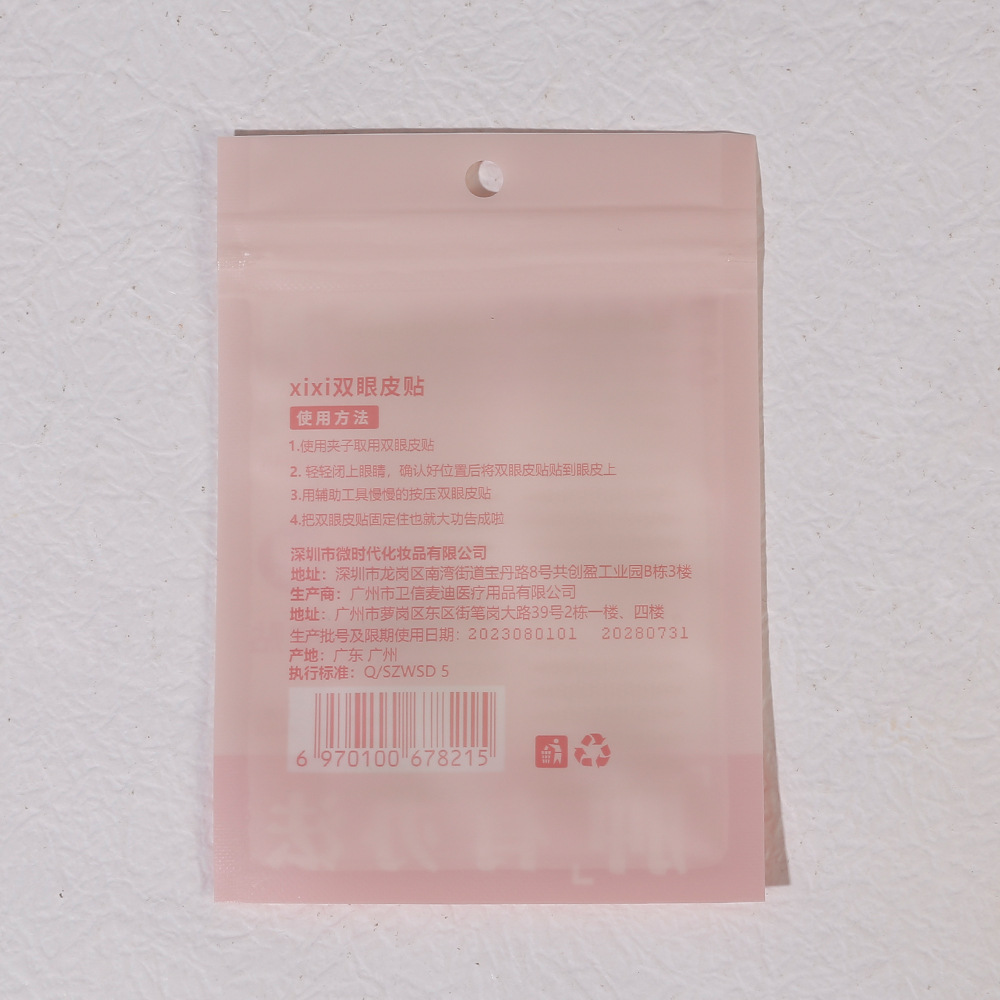 xixi双眼皮贴
使用方法
1.使用夹子取用双眼皮贴
2. 轻轻闭上眼睛，确认好位置后将双眼皮贴贴到眼皮上
3.用辅助工具慢慢的按压双眼皮贴
4.把双眼皮贴固定住也就大功告成啦
深圳市微时代化妆品有限公司
地址：深圳市龙岗区南湾街道宝丹路8号共创盈工业园B栋3楼
生产商：广州市卫信麦迪医疗用品有限公司
地址：广州市萝岗区东区街笔岗大路39号2栋一楼、四楼
生产批号及限期使用日期：2023080101 20280731
产地：广东 广州
执行标准：Q/SZWSD 5
6 970100 678215